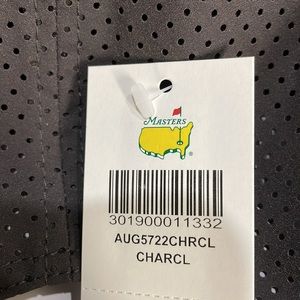 MASTERS
301900011332
AUG5722CHRCL
CHARCL